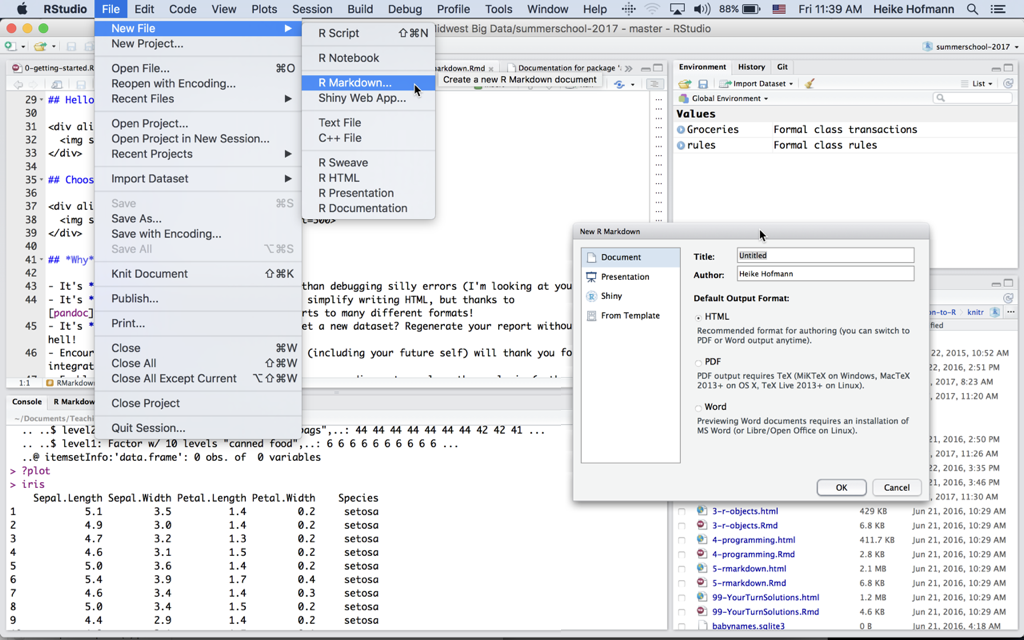 RStudio File Edit Code View Plots Session Build Debug Profile Tools Window Help 88% Fri 11:39 AM Heike Hofmann
Midwest Big Data/summerschool-2017 - master - RStudio
summerschool-2017
New File
New Project...
Open File... ⌘O
Reopen with Encoding...
Recent Files
Open Project...
Open Project in New Session...
Recent Projects
Import Dataset
Save ⌘S
Save As...
Save with Encoding...
Save All ⌥⌘S
Knit Document ⇧⌘K
Publish...
Print...
Close ⌘W
Close All ⇧⌘W
Close All Except Current ⌥⇧⌘W
Close Project
Quit Session...
R Script ⇧⌘N
R Notebook
R Markdown...
Shiny Web App...
Text File
C++ File
R Sweave
R HTML
R Presentation
R Documentation
Create a new R Markdown document
0-getting-started.R
arkdown.Rmd
Documentation for package '
29 ## Hello
30
31 <div ali
32 <img s
33 </div>
34
35 ## Choos
36
37 <div ali
38 <img s
39 </div>
40
41 ## *Why*
42
43 - It's * than debugging silly errors (I'm looking at you
44 - It's * simplify writing HTML, but thanks to
[pandoc] rts to many different formats!
45 - It's * et a new dataset? Regenerate your report withou
hell!
46 - Encour (including your future self) will thank you fo
integrat
1:1 RMarkdown
Console R Markdown
~/Documents/Teachi
.. ..$ level2 bags",..: 44 44 44 44 44 44 44 42 42 41 ...
.. ..$ level1: Factor w/ 10 levels "canned food",..: 6 6 6 6 6 6 6 6 6 6 ...
..@ itemsetInfo:'data.frame': 0 obs. of 0 variables
> ?plot
> iris
Sepal.Length Sepal.Width Petal.Length Petal.Width Species
1 5.1 3.5 1.4 0.2 setosa
2 4.9 3.0 1.4 0.2 setosa
3 4.7 3.2 1.3 0.2 setosa
4 4.6 3.1 1.5 0.2 setosa
5 5.0 3.6 1.4 0.2 setosa
6 5.4 3.9 1.7 0.4 setosa
7 4.6 3.4 1.4 0.3 setosa
8 5.0 3.4 1.5 0.2 setosa
9 4.4 2.9 1.4 0.2 setosa
Environment History Git
Import Dataset List
Global Environment
Values
Groceries Formal class transactions
rules Formal class rules
New R Markdown
Document
Presentation
Shiny
From Template
Title: Untitled
Author: Heike Hofmann
Default Output Format:
HTML
Recommended format for authoring (you can switch to
PDF or Word output anytime).
PDF
PDF output requires TeX (MiKTeX on Windows, MacTeX
2013+ on OS X, TeX Live 2013+ on Linux).
Word
Previewing Word documents requires an installation of
MS Word (or Libre/Open Office on Linux).
OK Cancel
on-to-R knitr
fied
22, 2015, 10:52 AM
22, 2016, 2:51 PM
, 2017, 8:23 AM
, 2017, 11:20 AM
, 2016, 2:50 PM
, 2017, 11:26 AM
22, 2016, 3:35 PM
, 2016, 3:46 PM
, 2017, 11:30 AM
3-r-objects.html 429 KB Jun 21, 2016, 10:29 AM
3-r-objects.Rmd 6.8 KB Jun 21, 2016, 10:29 AM
4-programming.html 411.7 KB Jun 21, 2016, 10:29 AM
4-programming.Rmd 2.8 KB Jun 21, 2016, 10:29 AM
5-rmarkdown.html 2.1 MB Jun 21, 2016, 10:29 AM
5-rmarkdown.Rmd 6.8 KB Jun 21, 2016, 10:29 AM
99-YourTurnSolutions.html 1.2 MB Jun 21, 2016, 10:29 AM
99-YourTurnSolutions.Rmd 4.6 KB Jun 21, 2016, 10:29 AM
babynames.sqlite3 Jun 21, 2016, 4:18 AM